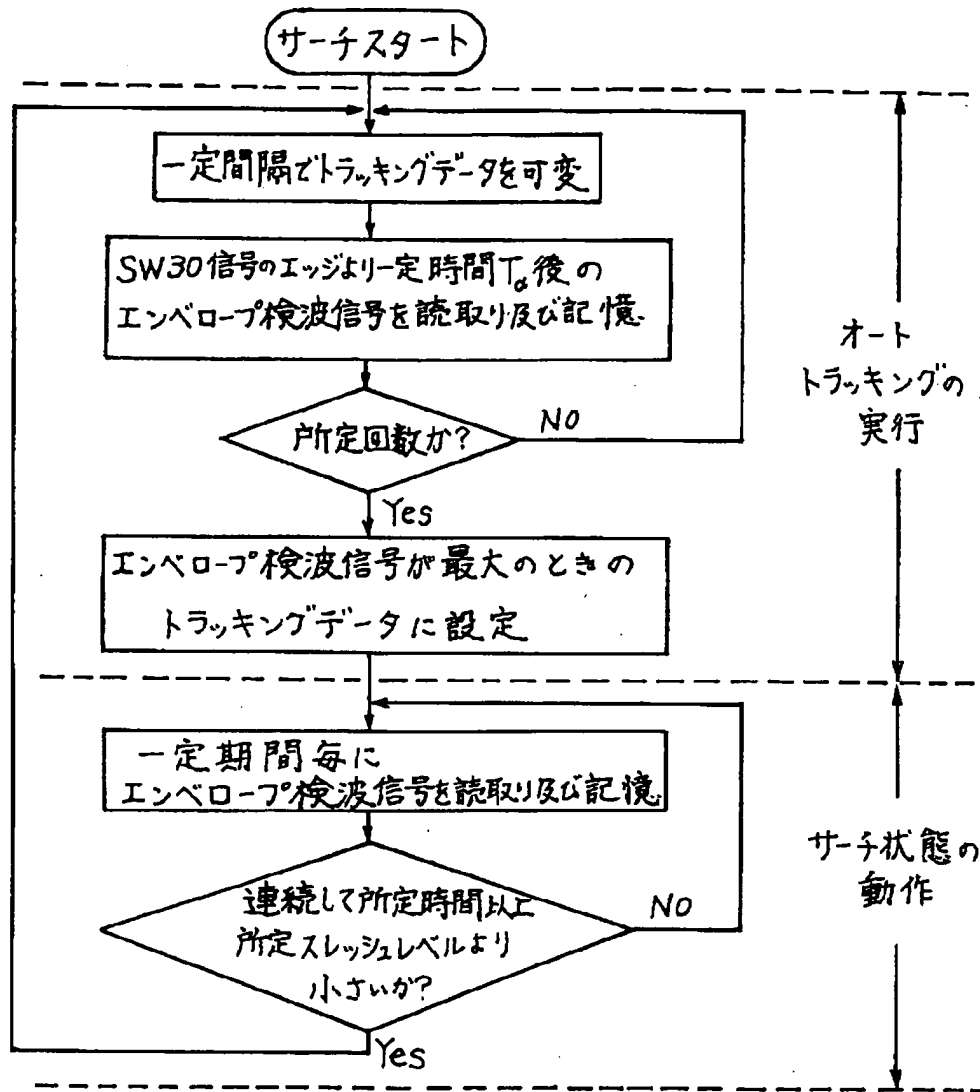 サーチスタート
一定間隔でトラッキングデータを可変
SW30信号のエッジより一定時間Tα後の
エンベロープ検波信号を読取り及び記憶
所定回数か?
NO
Yes
エンベロープ検波信号が最大のときの
トラッキングデータに設定
オート
トラッキングの
実行
一定期間毎に
エンベロープ検波信号を読取り及び記憶
連続して所定時間以上
所定スレッシュレベルより
小さいか?
NO
Yes
サーチ状態の
動作